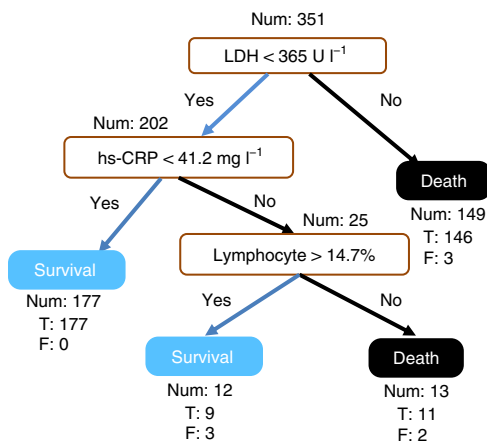 Num: 351
LDH < 365 U l⁻¹
Yes
No
Num: 202
hs-CRP < 41.2 mg l⁻¹
Death
Num: 149
T: 146
F: 3
Yes
No
Num: 25
Lymphocyte > 14.7%
Survival
Num: 177
T: 177
F: 0
Yes
No
Survival
Num: 12
T: 9
F: 3
Death
Num: 13
T: 11
F: 2